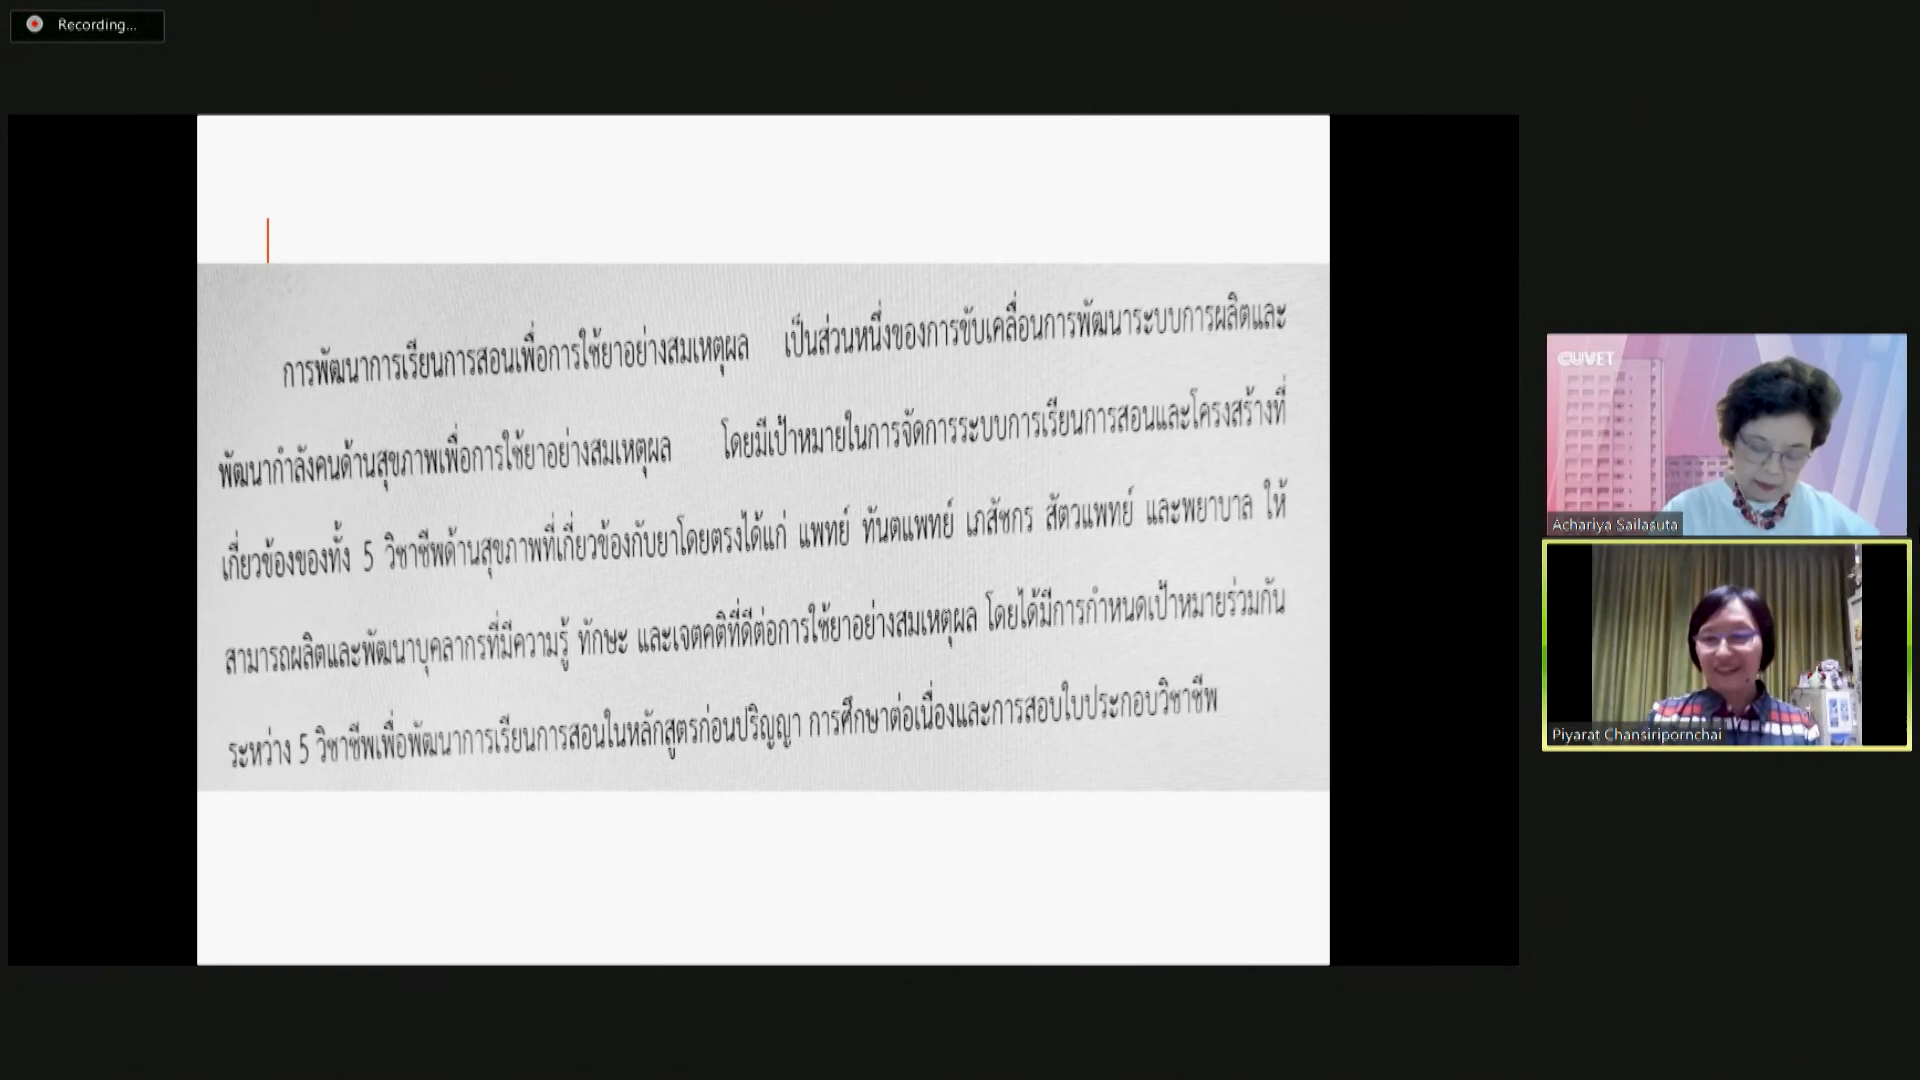 Recording...
การพัฒนาการเรียนการสอนเพื่อการใช้ยาอย่างสมเหตุผล เป็นส่วนหนึ่งของการขับเคลื่อนการพัฒนาระบบการผลิตและ
พัฒนากำลังคนด้านสุขภาพเพื่อการใช้ยาอย่างสมเหตุผล โดยมีเป้าหมายในการจัดการระบบการเรียนการสอนและโครงสร้างที่
เกี่ยวข้องของทั้ง 5 วิชาชีพด้านสุขภาพที่เกี่ยวข้องกับยาโดยตรงได้แก่ แพทย์ ทันตแพทย์ เภสัชกร สัตวแพทย์ และพยาบาล ให้
สามารถผลิตและพัฒนาบุคลากรที่มีความรู้ ทักษะ และเจตคติที่ดีต่อการใช้ยาอย่างสมเหตุผล โดยได้มีการกำหนดเป้าหมายร่วมกัน
ระหว่าง 5 วิชาชีพเพื่อพัฒนาการเรียนการสอนในหลักสูตรก่อนปริญญา การศึกษาต่อเนื่องและการสอบใบประกอบวิชาชีพ
CUVET
Achariya Sailasuta
Piyarat Chansiripornchai